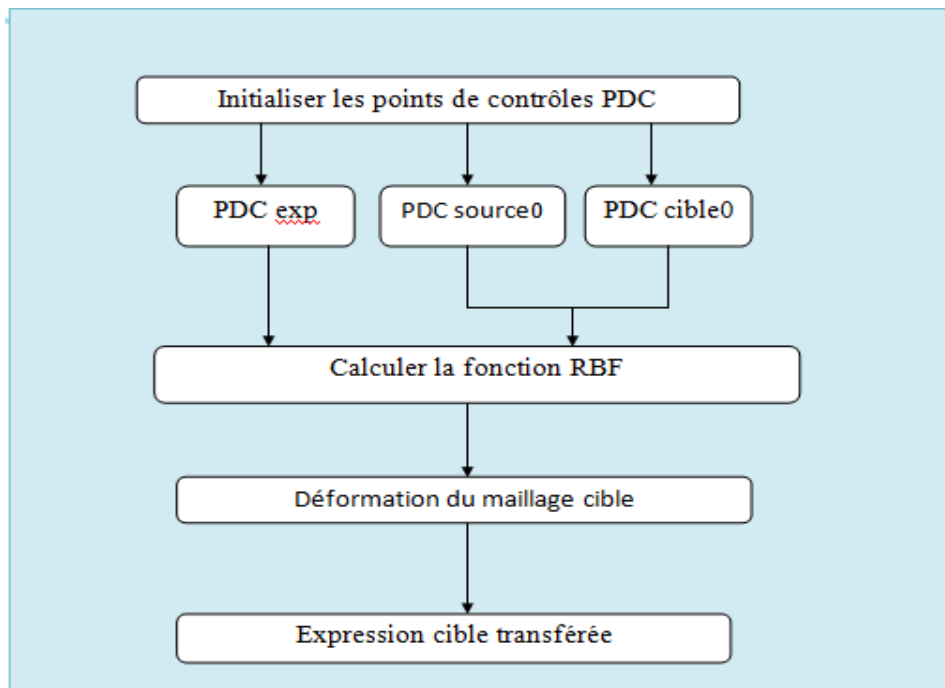 Initialiser les points de contrôles PDC
PDC exp
PDC source0
PDC cible0
Calculer la fonction RBF
Déformation du maillage cible
Expression cible transférée